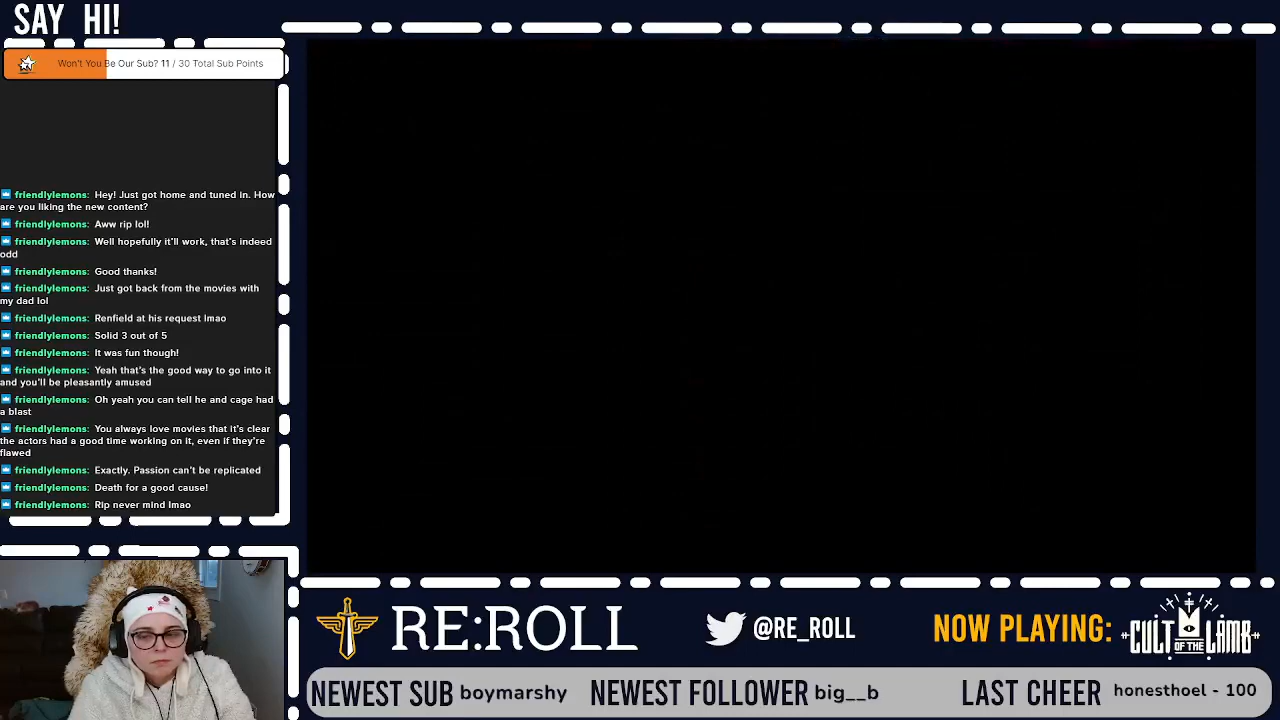 SAY HI!
Won't You Be Our Sub? 11 / 30 Total Sub Points
friendlylemons: Hey! Just got home and tuned in. How
are you liking the new content?
friendlylemons: Aww rip lol!
friendlylemons: Well hopefully it'll work, that's indeed
odd
friendlylemons: Good thanks!
friendlylemons: Just got back from the movies with
my dad lol
friendlylemons: Renfield at his request lmao
friendlylemons: Solid 3 out of 5
friendlylemons: It was fun though!
friendlylemons: Yeah that's the good way to go into it
and you'll be pleasantly amused
friendlylemons: Oh yeah you can tell he and cage had
a blast
friendlylemons: You always love movies that it's clear
the actors had a good time working on it, even if they're
flawed
friendlylemons: Exactly. Passion can't be replicated
friendlylemons: Death for a good cause!
friendlylemons: Rip never mind lmao
RE:ROLL
@RE_ROLL
NOW PLAYING:
CULT OF THE LAMB
NEWEST SUB boymarshy
NEWEST FOLLOWER big__b
LAST CHEER honesthoel - 100